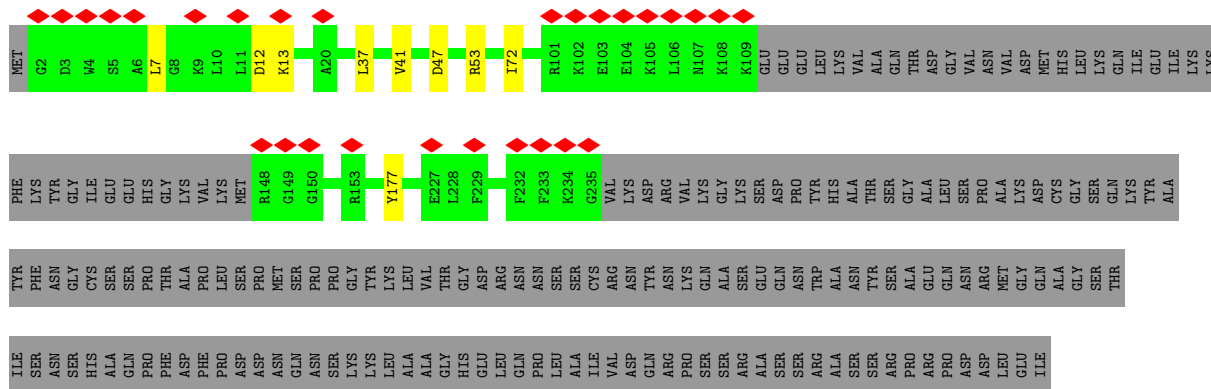 MET G2 D3 W4 S5 A6 L7 G8 K9 L10 L11 D12 K13 A20 L37 V41 D47 R53 I72 R101 K102 E103 E104 K105 L106 N107 K108 K109 GLU GLU GLU LEU LYS VAL ALA GLN THR ASP GLY VAL ASN VAL ASP MET HIS LEU LYS GLN ILE GLU ILE LYS LYS
PHE LYS TYR GLY ILE GLU GLU HIS GLY LYS VAL LYS MET R148 G149 G150 R153 Y177 E227 L228 F229 F232 F233 K234 G235 VAL LYS ASP ARG VAL LYS GLY LYS SER ASP PRO TYR HIS ALA THR SER GLY ALA LEU SER PRO ALA LYS ASP CYS GLY SER GLN LYS TYR ALA
TYR PHE ASN GLY CYS SER SER PRO THR ALA PRO LEU SER PRO MET SER PRO PRO GLY TYR LYS LEU VAL THR GLY ASP ARG ASN ASN SER SER CYS ARG ASN TYR ASN LYS GLN ALA SER GLU GLN ASN TRP ALA ASN TYR SER ALA GLU GLN ASN ARG MET GLY GLN ALA GLY SER THR
ILE SER ASN SER HIS ALA GLN PRO PHE ASP PHE PRO ASP ASP ASN GLN ASN SER LYS LYS LEU ALA ALA GLY HIS GLU LEU GLN PRO LEU ALA ILE VAL ASP GLN ARG PRO SER SER ARG ALA SER SER ARG ALA SER SER ARG PRO ARG PRO ASP ASP LEU GLU ILE